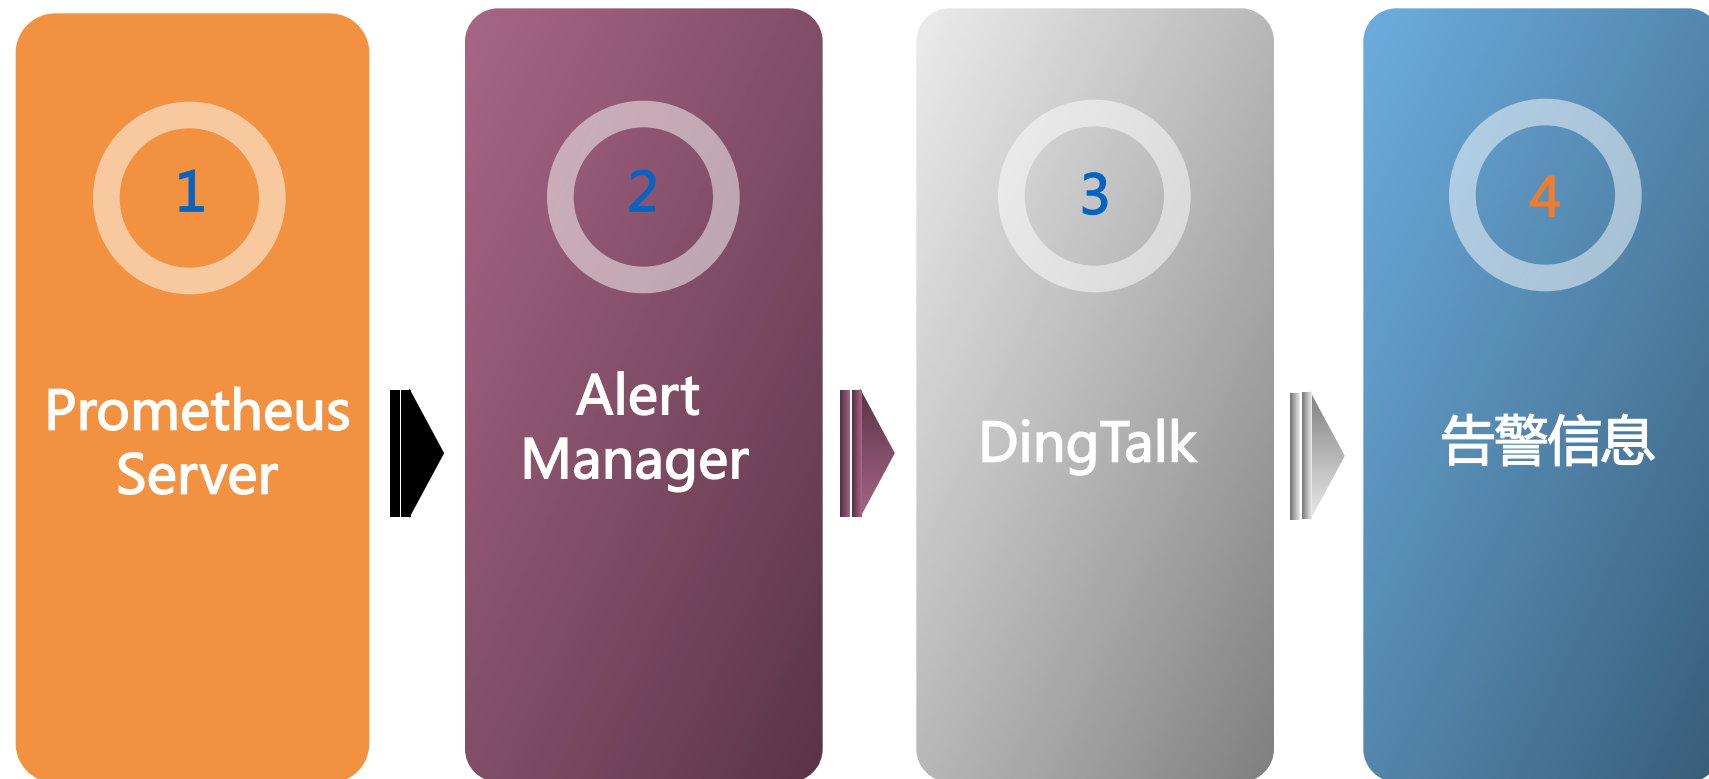 1
Prometheus
Server
2
Alert
Manager
3
DingTalk
4
告警信息